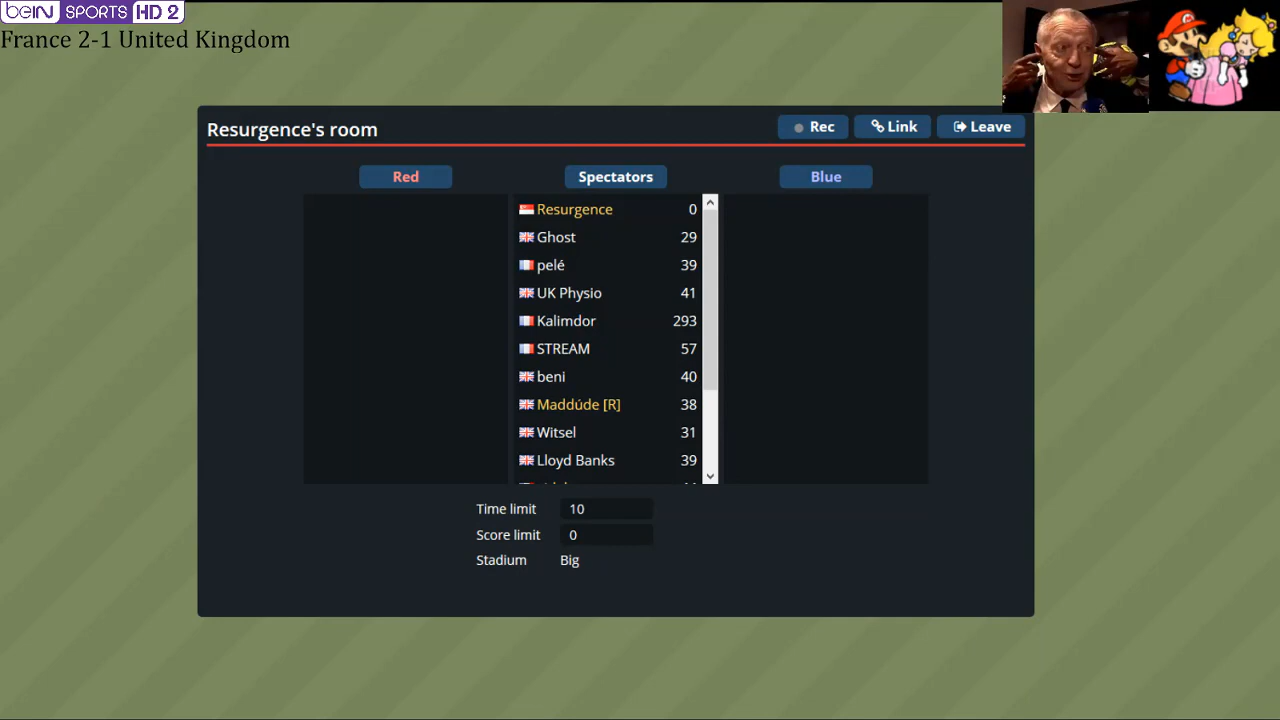 beIN SPORTS HD 2
France 2-1 United Kingdom
Resurgence's room
Rec
Link
Leave
Red
Spectators
Blue
Resurgence 0
Ghost 29
pelé 39
UK Physio 41
Kalimdor 293
STREAM 57
beni 40
Maddúde [R] 38
Witsel 31
Lloyd Banks 39
Time limit 10
Score limit 0
Stadium Big